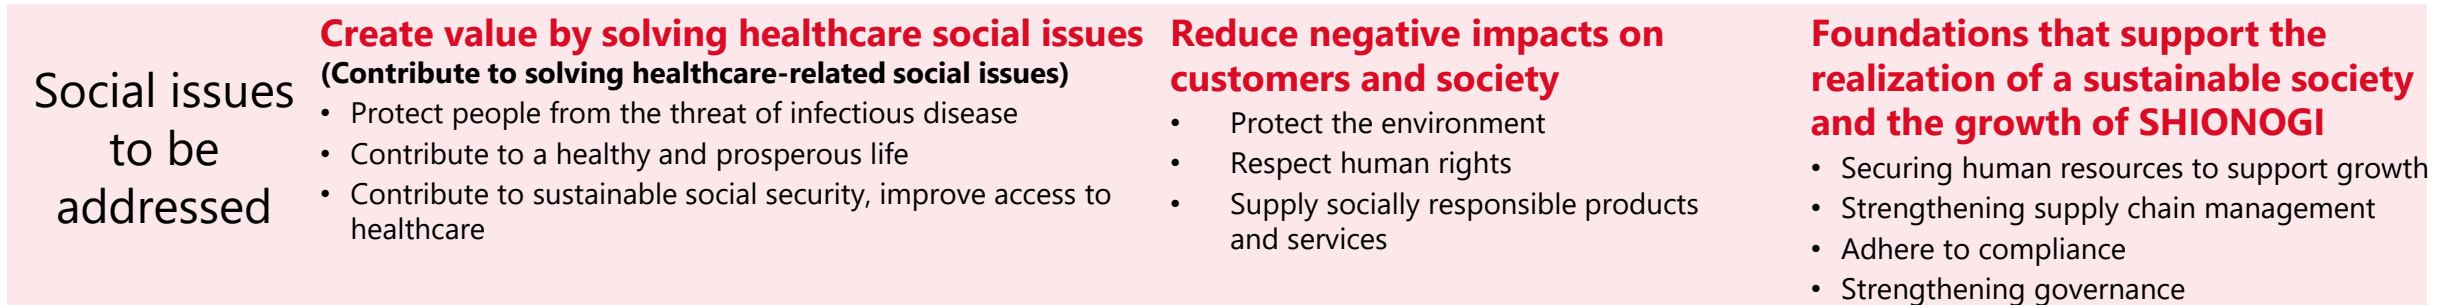 Social issues
to be
addressed
Create value by solving healthcare social issues
(Contribute to solving healthcare-related social issues)
• Protect people from the threat of infectious disease
• Contribute to a healthy and prosperous life
• Contribute to sustainable social security, improve access to
healthcare
Reduce negative impacts on
customers and society
• Protect the environment
• Respect human rights
• Supply socially responsible products
and services
Foundations that support the
realization of a sustainable society
and the growth of SHIONOGI
• Securing human resources to support growth
• Strengthening supply chain management
• Adhere to compliance
• Strengthening governance